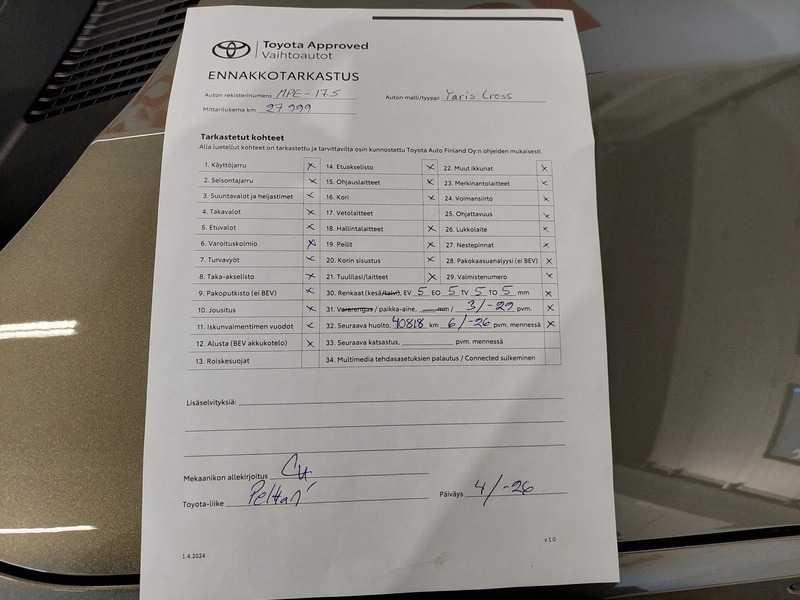 Toyota Approved
Vaihtoautot
ENNAKKOTARKASTUS
Auton rekisterinumero MPE-175 Auton malli/tyyppi Yaris Cross
Mittarilukema km 27 999
Tarkastetut kohteet
Alla luetellut kohteet on tarkastettu ja tarvittavilta osin kunnostettu Toyota Auto Finland Oy:n ohjeiden mukaisesti.
1. Käyttöjarru x 14. Etuakselisto x 22. Muut ikkunat x
2. Seisontajarru x 15. Ohjauslaitteet x 23. Merkinantolaitteet x
3. Suuntavalot ja heijastimet x 16. Kori x 24. Voimansiirto x
4. Takavalot x 17. Vetolaitteet 25. Ohjattavuus x
5. Etuvalot x 18. Hallintalaitteet x 26. Lukkolaite x
6. Varoituskolmio x 19. Peilit x 27. Nestepinnat x
7. Turvavyöt x 20. Korin sisustus x 28. Pakokaasuanalyysi (ei BEV) x
8. Taka-akselisto x 21. Tuulilasi/laitteet x 29. Valmistenumero x
9. Pakoputkisto (ei BEV) x 30. Renkaat (kesä/talvi), EV 5 EO 5 TV 5 TO 5 mm x
10. Jousitus x 31. Vararengas / paikka-aine, ___mm / 3/-29 pvm. x
11. Iskunvaimentimien vuodot x 32. Seuraava huolto, 40818 km 6/-26 pvm. mennessä x
12. Alusta (BEV akkukotelo) x 33. Seuraava katsastus, ___ pvm. mennessä
13. Roiskesuojat 34. Multimedia tehdasasetuksien palautus / Connected sulkeminen
Lisäselvityksiä:
Mekaanikon allekirjoitus
Toyota-liike Peltari Päiväys 4/-26
1.4.2024 v 1.0